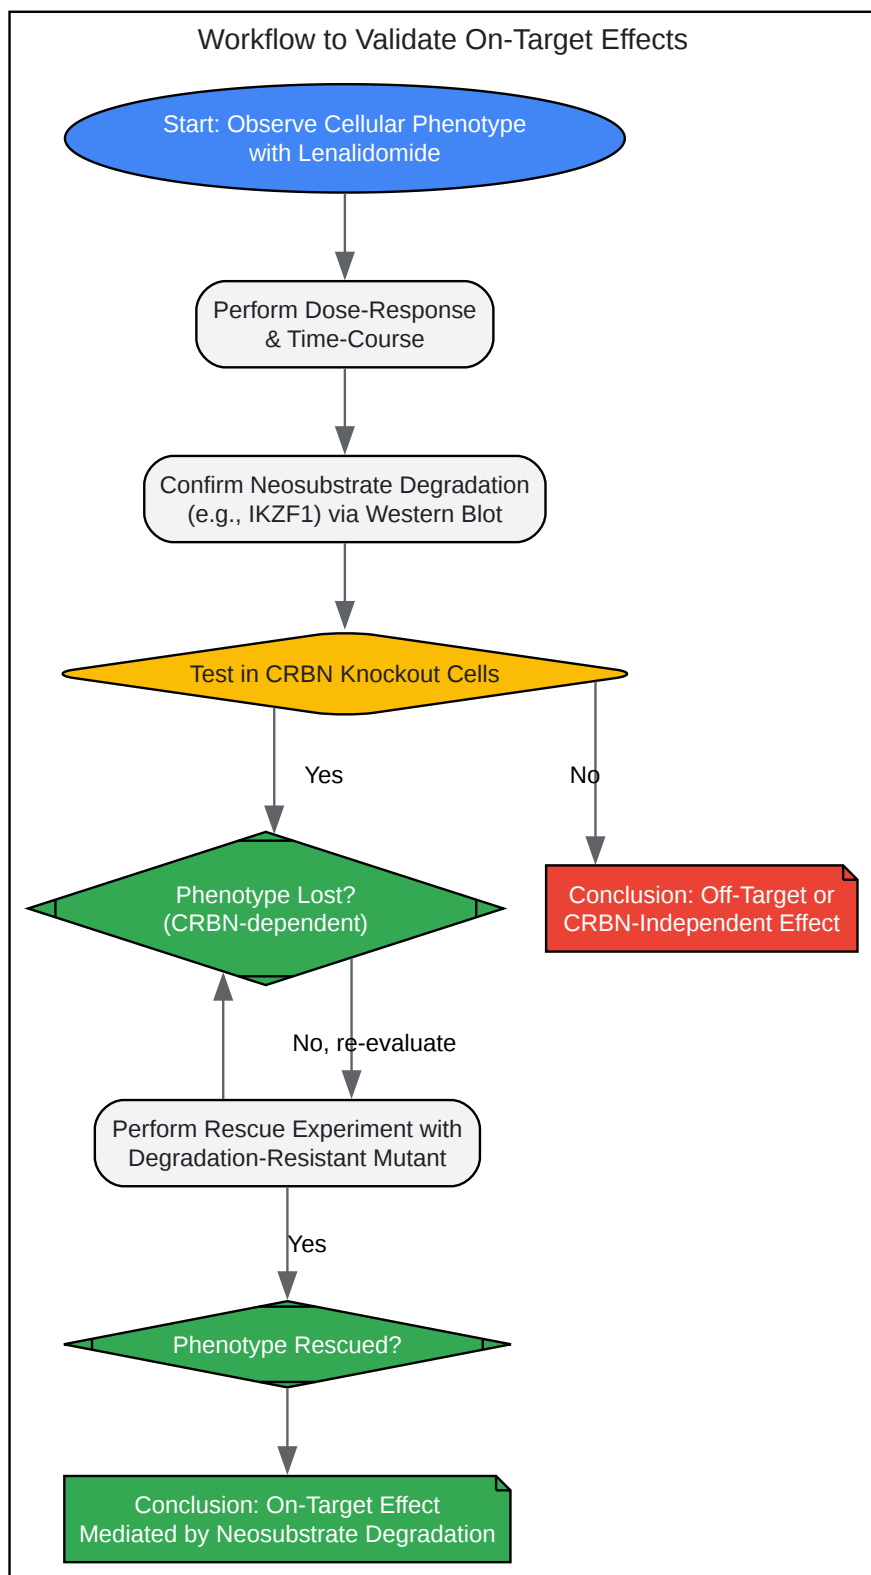 Workflow to Validate On-Target Effects
Start: Observe Cellular Phenotype
with Lenalidomide
Perform Dose-Response
& Time-Course
Confirm Neosubstrate Degradation
(e.g., IKZF1) via Western Blot
Test in CRBN Knockout Cells
Yes
No
Phenotype Lost?
(CRBN-dependent)
Conclusion: Off-Target or
CRBN-Independent Effect
No, re-evaluate
Perform Rescue Experiment with
Degradation-Resistant Mutant
Yes
Phenotype Rescued?
Conclusion: On-Target Effect
Mediated by Neosubstrate Degradation